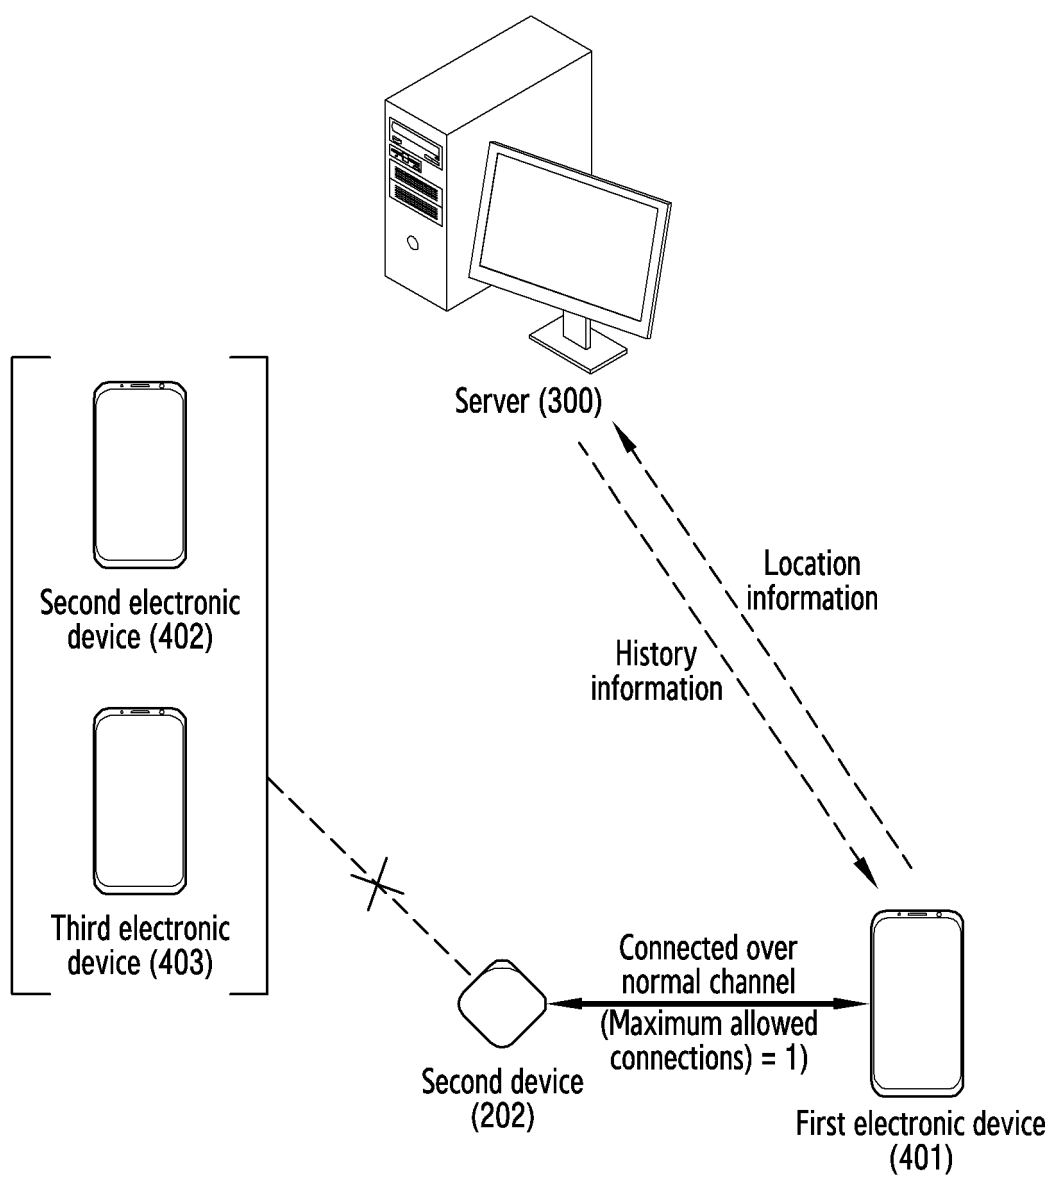 Server (300)
Location
information
History
information
Second electronic
device (402)
Third electronic
device (403)
Connected over
normal channel
(Maximum allowed
connections) = 1)
Second device
(202)
First electronic device
(401)